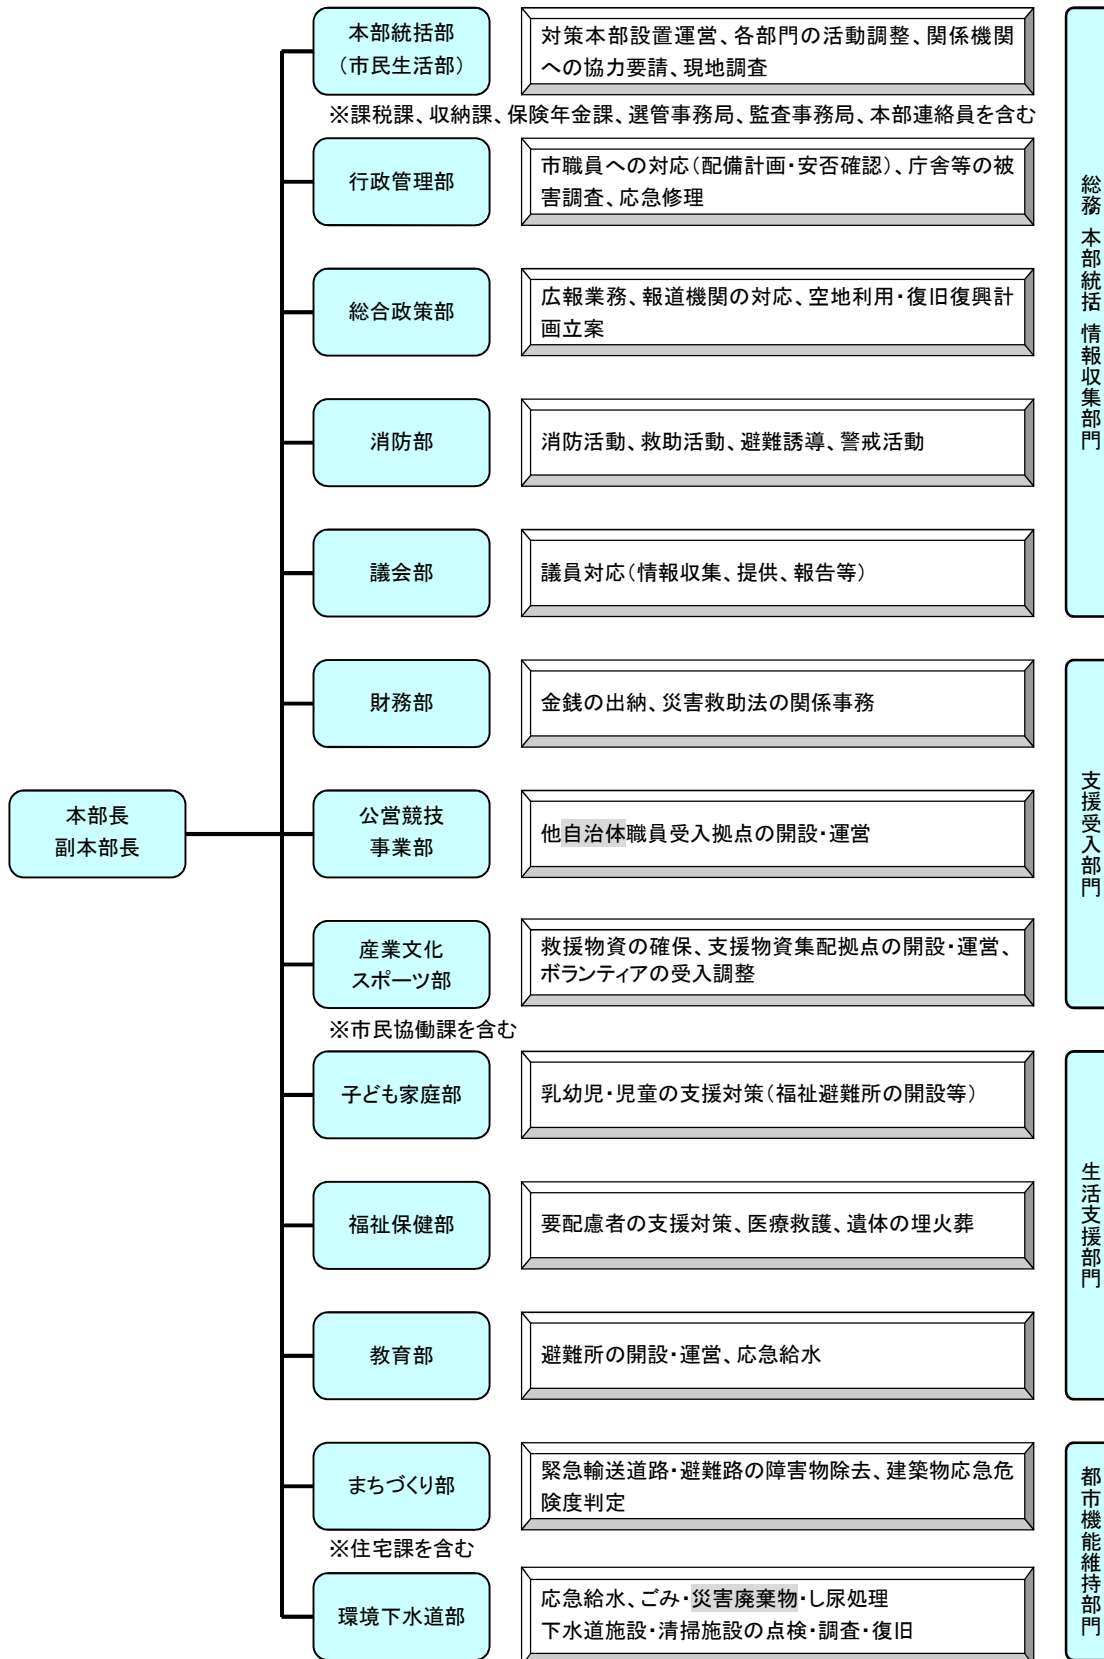 本部長
副本部長
本部統括部
(市民生活部)
対策本部設置運営、各部門の活動調整、関係機関
への協力要請、現地調査
※課税課、収納課、保険年金課、選管事務局、監査事務局、本部連絡員を含む
行政管理部
市職員への対応(配備計画・安否確認)、庁舎等の被
害調査、応急修理
総合政策部
広報業務、報道機関の対応、空地利用・復旧復興計
画立案
消防部
消防活動、救助活動、避難誘導、警戒活動
議会部
議員対応(情報収集、提供、報告等)
総務 本部統括 情報収集部門
財務部
金銭の出納、災害救助法の関係事務
公営競技
事業部
他自治体職員受入拠点の開設・運営
産業文化
スポーツ部
救援物資の確保、支援物資集配拠点の開設・運営、
ボランティアの受入調整
※市民協働課を含む
支援受入部門
子ども家庭部
乳幼児・児童の支援対策(福祉避難所の開設等)
福祉保健部
要配慮者の支援対策、医療救護、遺体の埋火葬
教育部
避難所の開設・運営、応急給水
生活支援部門
まちづくり部
緊急輸送道路・避難路の障害物除去、建築物応急危
険度判定
※住宅課を含む
環境下水道部
応急給水、ごみ・災害廃棄物・し尿処理
下水道施設・清掃施設の点検・調査・復旧
都市機能維持部門